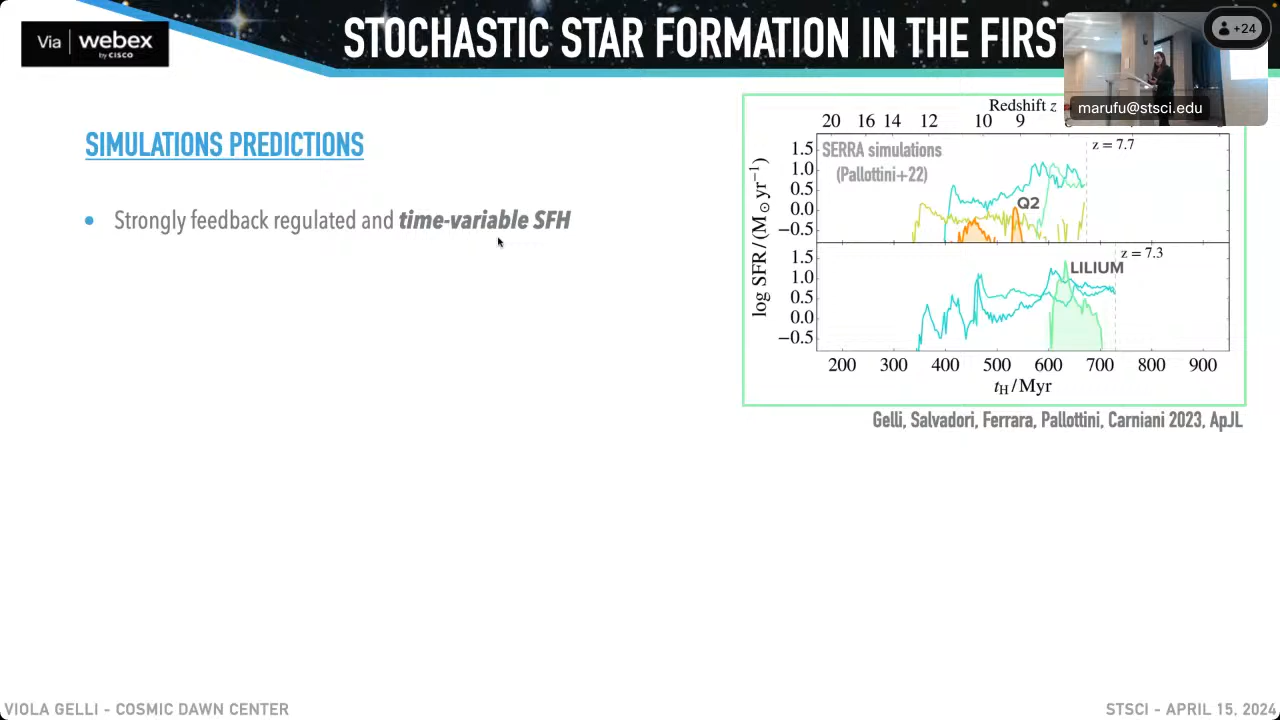 Via webex
by CISCO
STOCHASTIC STAR FORMATION IN THE FIRST
+24
marufu@stsci.edu
SIMULATIONS PREDICTIONS
• Strongly feedback regulated and time-variable SFH
Redshift z
20 16 14 12 10 9
SERRA simulations
(Pallottini+22)
z = 7.7
Q2
1.5
1.0
0.5
0.0
−0.5
z = 7.3
LILIUM
1.5
1.0
0.5
0.0
−0.5
log SFR / (M⊙ yr⁻¹)
200 300 400 500 600 700 800 900
tH / Myr
Gelli, Salvadori, Ferrara, Pallottini, Carniani 2023, ApJL
VIOLA GELLI - COSMIC DAWN CENTER
STSCI - APRIL 15, 2024